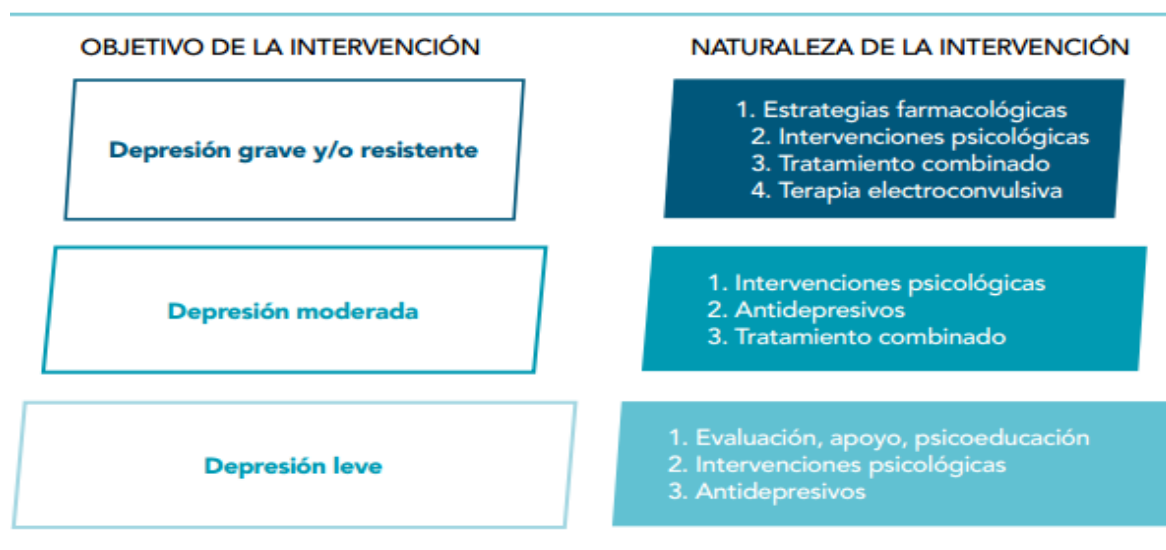 OBJETIVO DE LA INTERVENCIÓN
NATURALEZA DE LA INTERVENCIÓN
Depresión grave y/o resistente
1. Estrategias farmacológicas
2. Intervenciones psicológicas
3. Tratamiento combinado
4. Terapia electroconvulsiva
Depresión moderada
1. Intervenciones psicológicas
2. Antidepresivos
3. Tratamiento combinado
Depresión leve
1. Evaluación, apoyo, psicoeducación
2. Intervenciones psicológicas
3. Antidepresivos